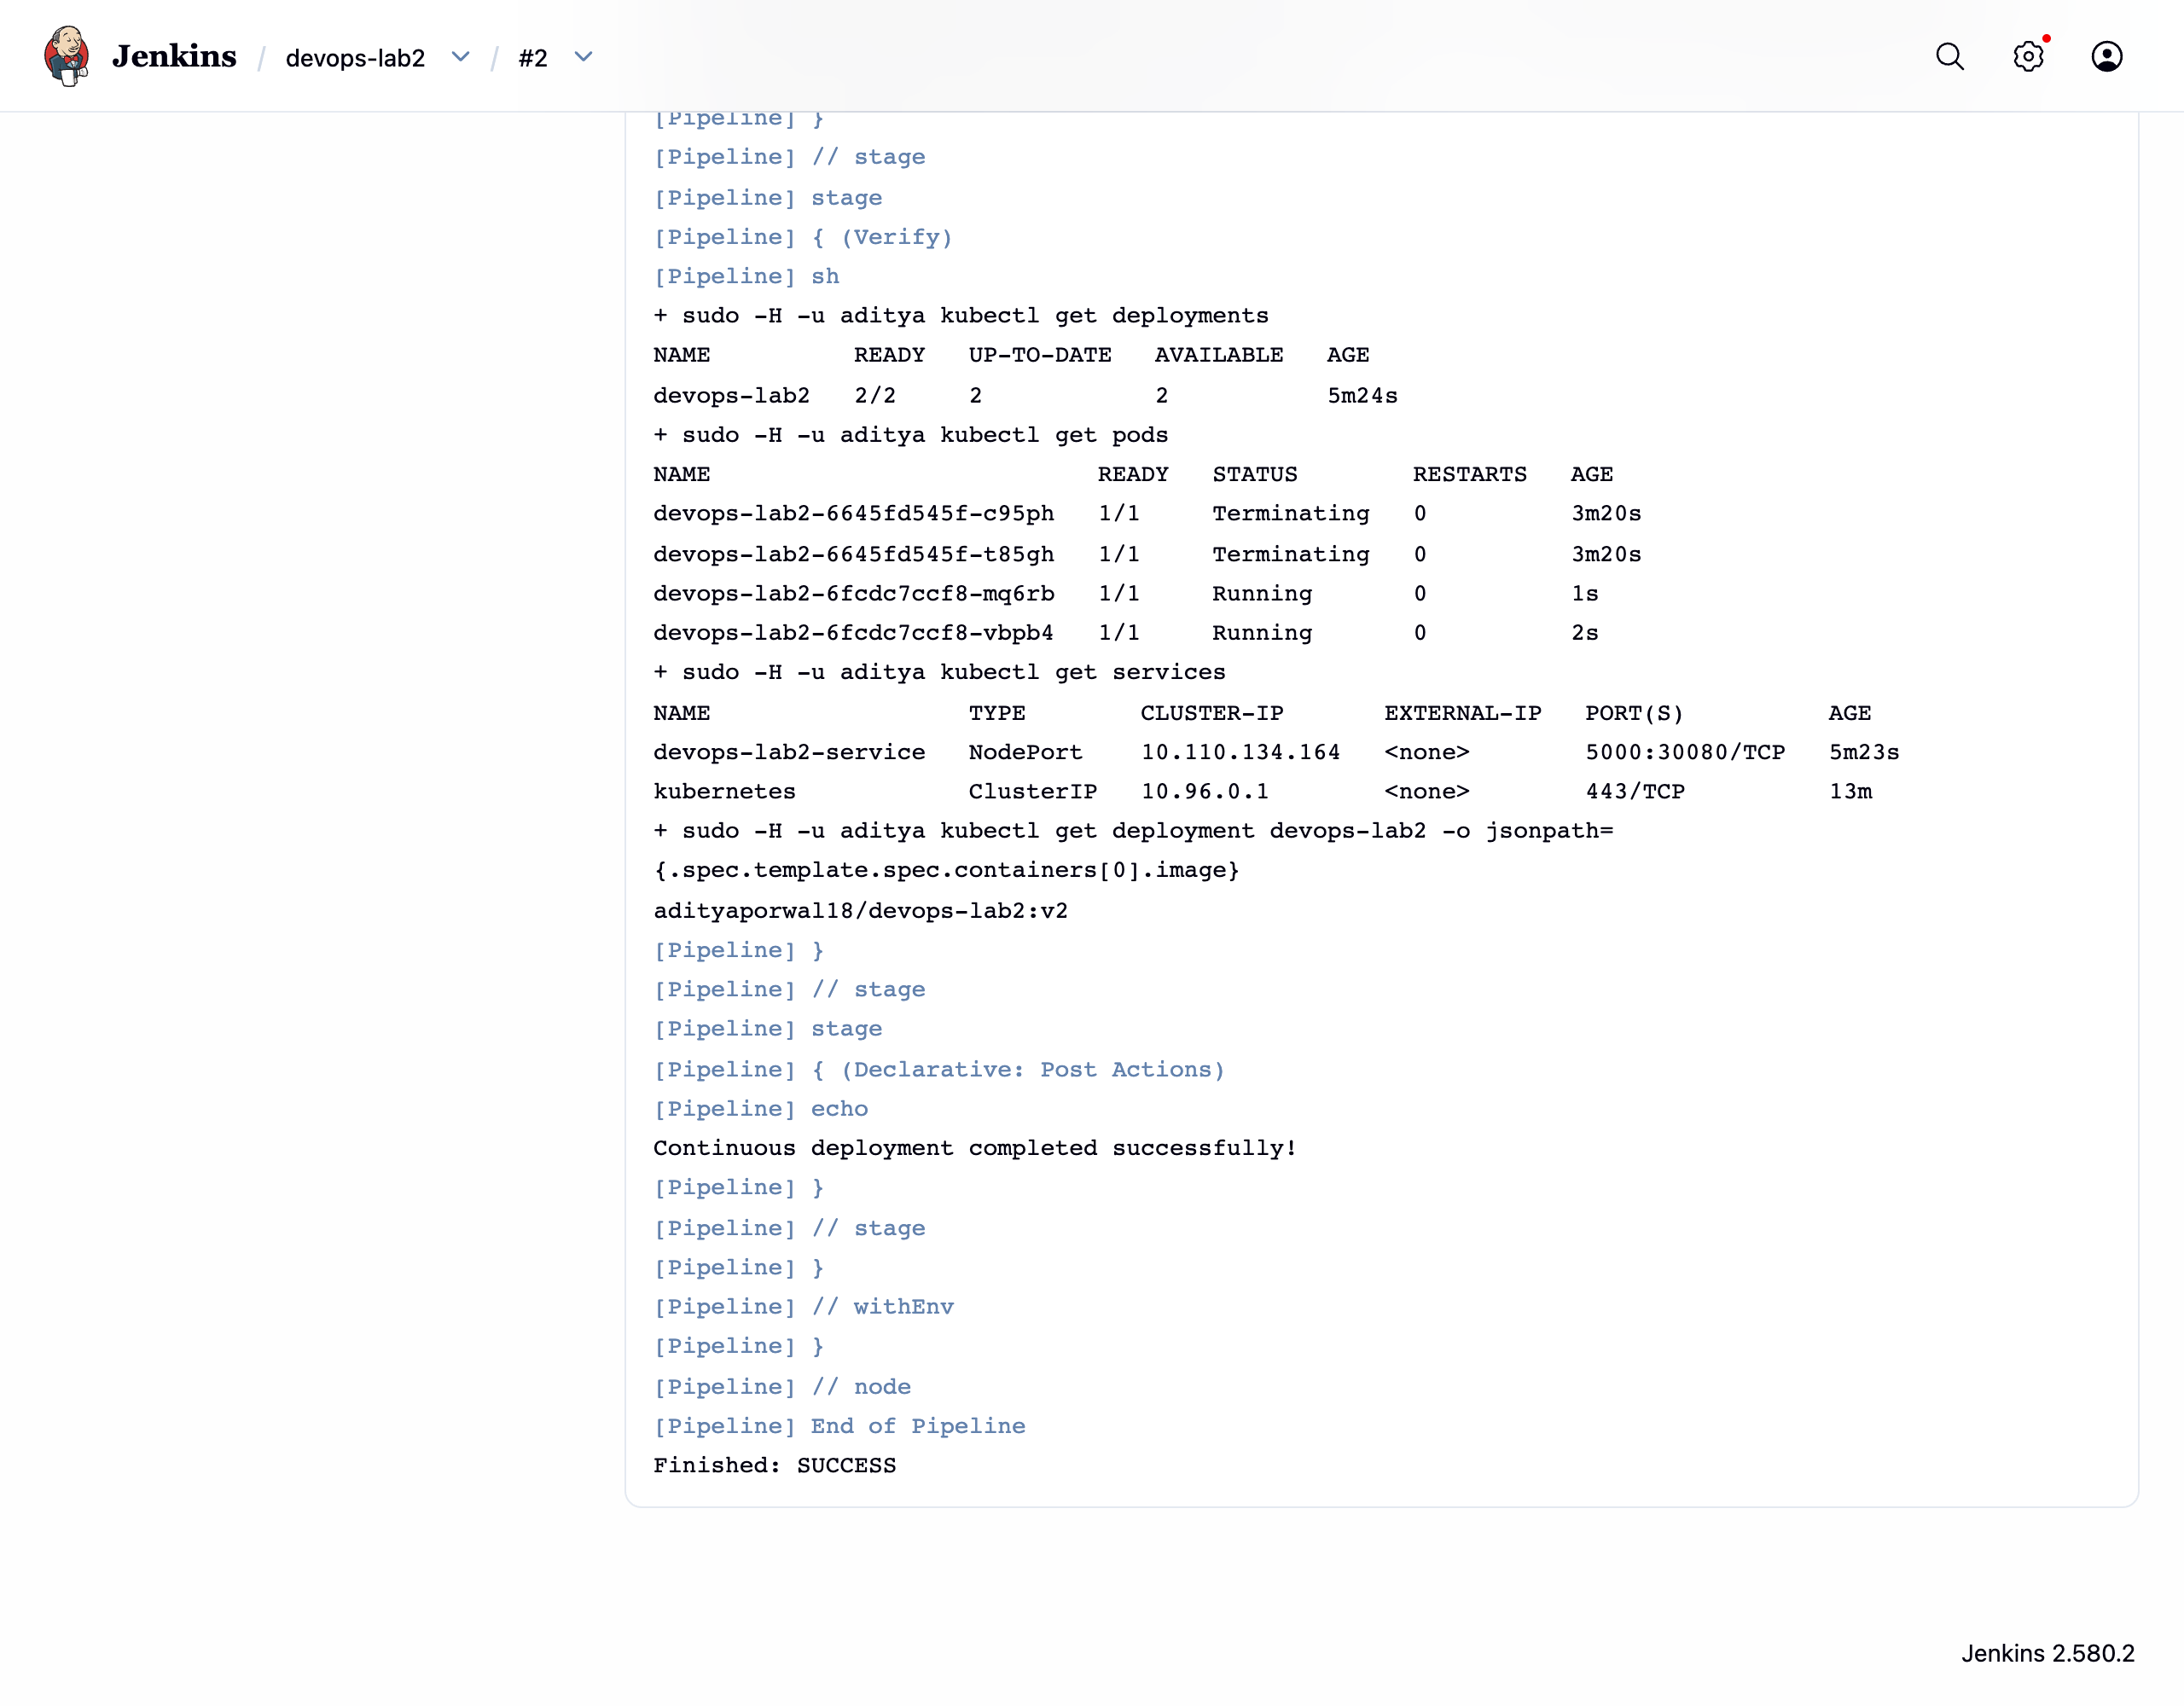 Jenkins / devops-lab2 / #2
[Pipeline] }
[Pipeline] // stage
[Pipeline] stage
[Pipeline] { (Verify)
[Pipeline] sh
+ sudo -H -u aditya kubectl get deployments
NAME          READY   UP-TO-DATE   AVAILABLE   AGE
devops-lab2   2/2     2            2           5m24s
+ sudo -H -u aditya kubectl get pods
NAME                           READY   STATUS        RESTARTS   AGE
devops-lab2-6645fd545f-c95ph   1/1     Terminating   0          3m20s
devops-lab2-6645fd545f-t85gh   1/1     Terminating   0          3m20s
devops-lab2-6fcdc7ccf8-mq6rb   1/1     Running       0          1s
devops-lab2-6fcdc7ccf8-vbpb4   1/1     Running       0          2s
+ sudo -H -u aditya kubectl get services
NAME                  TYPE        CLUSTER-IP       EXTERNAL-IP   PORT(S)          AGE
devops-lab2-service   NodePort    10.110.134.164   <none>        5000:30080/TCP   5m23s
kubernetes            ClusterIP   10.96.0.1        <none>        443/TCP          13m
+ sudo -H -u aditya kubectl get deployment devops-lab2 -o jsonpath=
{.spec.template.spec.containers[0].image}
adityaporwal18/devops-lab2:v2
[Pipeline] }
[Pipeline] // stage
[Pipeline] stage
[Pipeline] { (Declarative: Post Actions)
[Pipeline] echo
Continuous deployment completed successfully!
[Pipeline] }
[Pipeline] // stage
[Pipeline] }
[Pipeline] // withEnv
[Pipeline] }
[Pipeline] // node
[Pipeline] End of Pipeline
Finished: SUCCESS
Jenkins 2.580.2